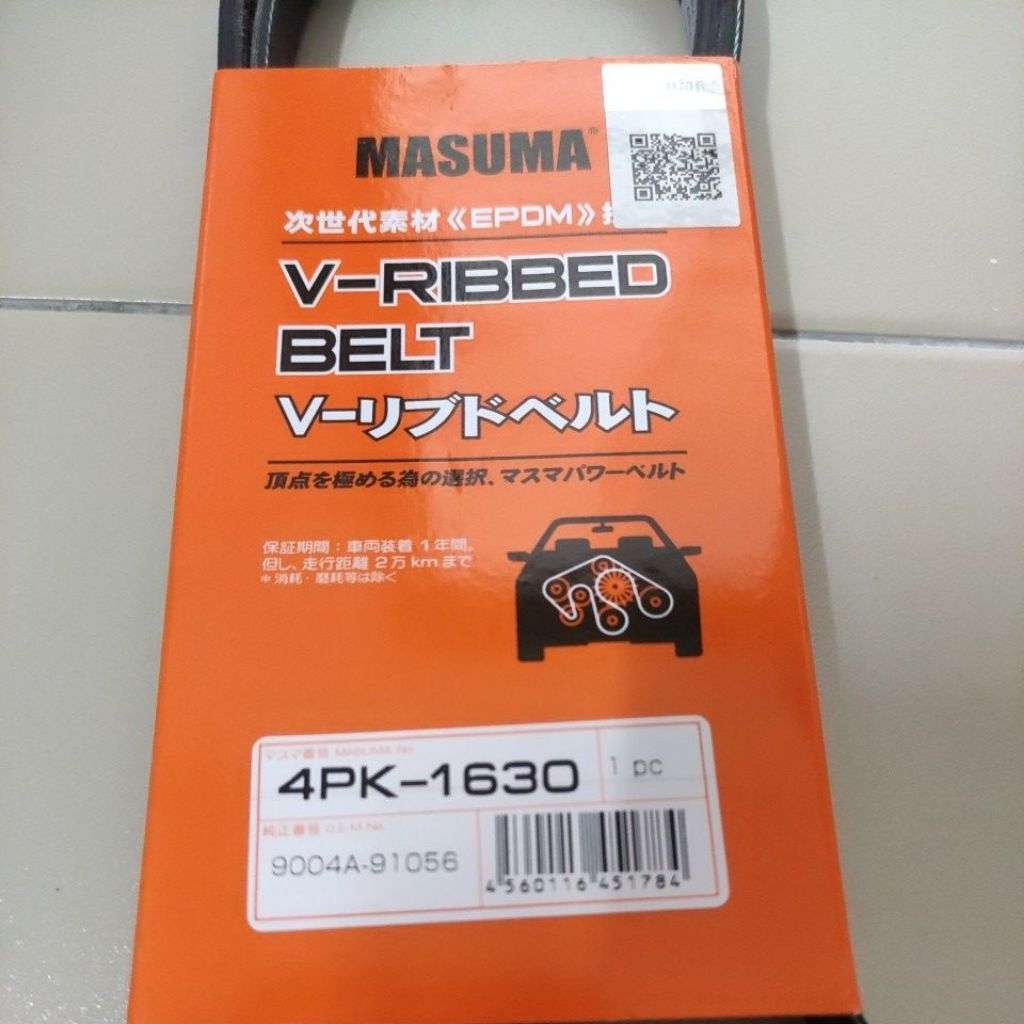 MASUMA®
次世代素材《EPDM》
V-RIBBED
BELT
V-リブドベルト
頂点を極める為の選択、マスマパワーベルト
保証期間:車両装着 1年間。
但し、走行距離 2万kmまで
*消耗・磨耗等は除く
マスマ番号 MASUMA No.
4PK-1630
1 pc
純正番号 O.E.M.No.
9004A-91056
4 560116 451784